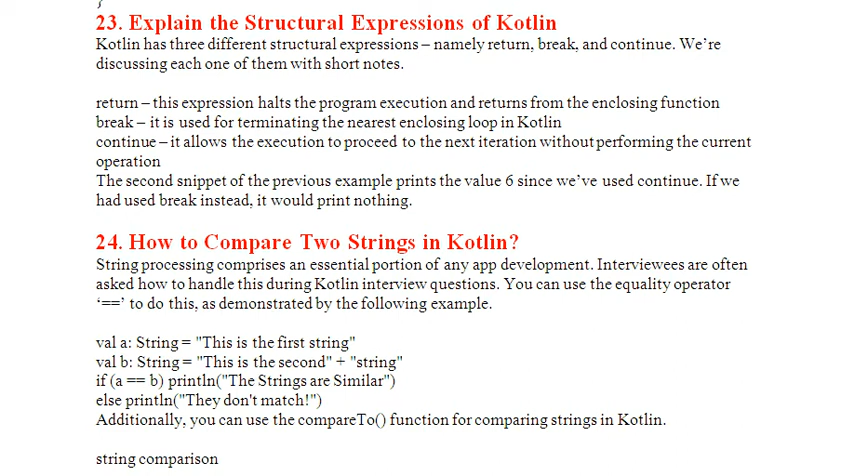 }
23. Explain the Structural Expressions of Kotlin
Kotlin has three different structural expressions – namely return, break, and continue. We’re
discussing each one of them with short notes.
return – this expression halts the program execution and returns from the enclosing function
break – it is used for terminating the nearest enclosing loop in Kotlin
continue – it allows the execution to proceed to the next iteration without performing the current
operation
The second snippet of the previous example prints the value 6 since we’ve used continue. If we
had used break instead, it would print nothing.
24. How to Compare Two Strings in Kotlin?
String processing comprises an essential portion of any app development. Interviewees are often
asked how to handle this during Kotlin interview questions. You can use the equality operator
‘==’ to do this, as demonstrated by the following example.
val a: String = "This is the first string"
val b: String = "This is the second" + "string"
if (a == b) println("The Strings are Similar")
else println("They don't match!")
Additionally, you can use the compareTo() function for comparing strings in Kotlin.
string comparison